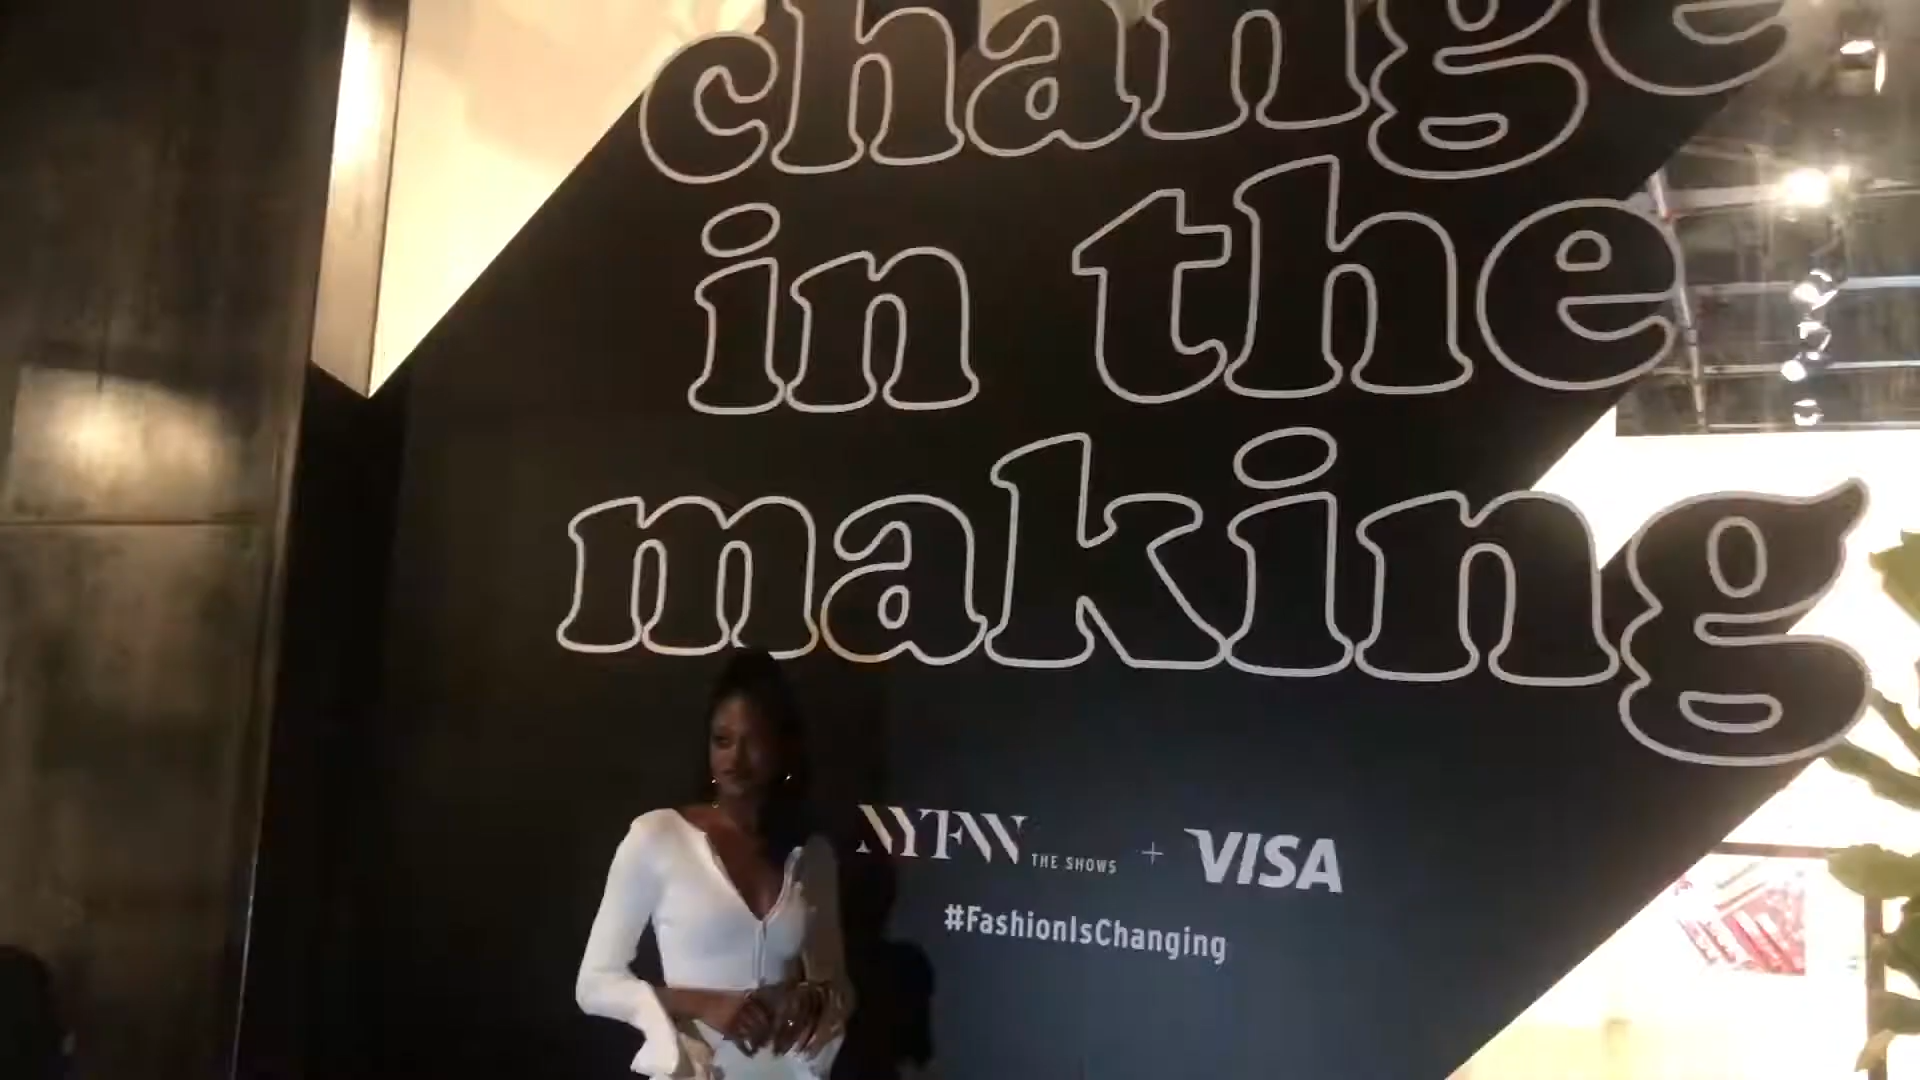 change
in the
making
NYFW THE SHOWS + VISA
#FashionIsChanging